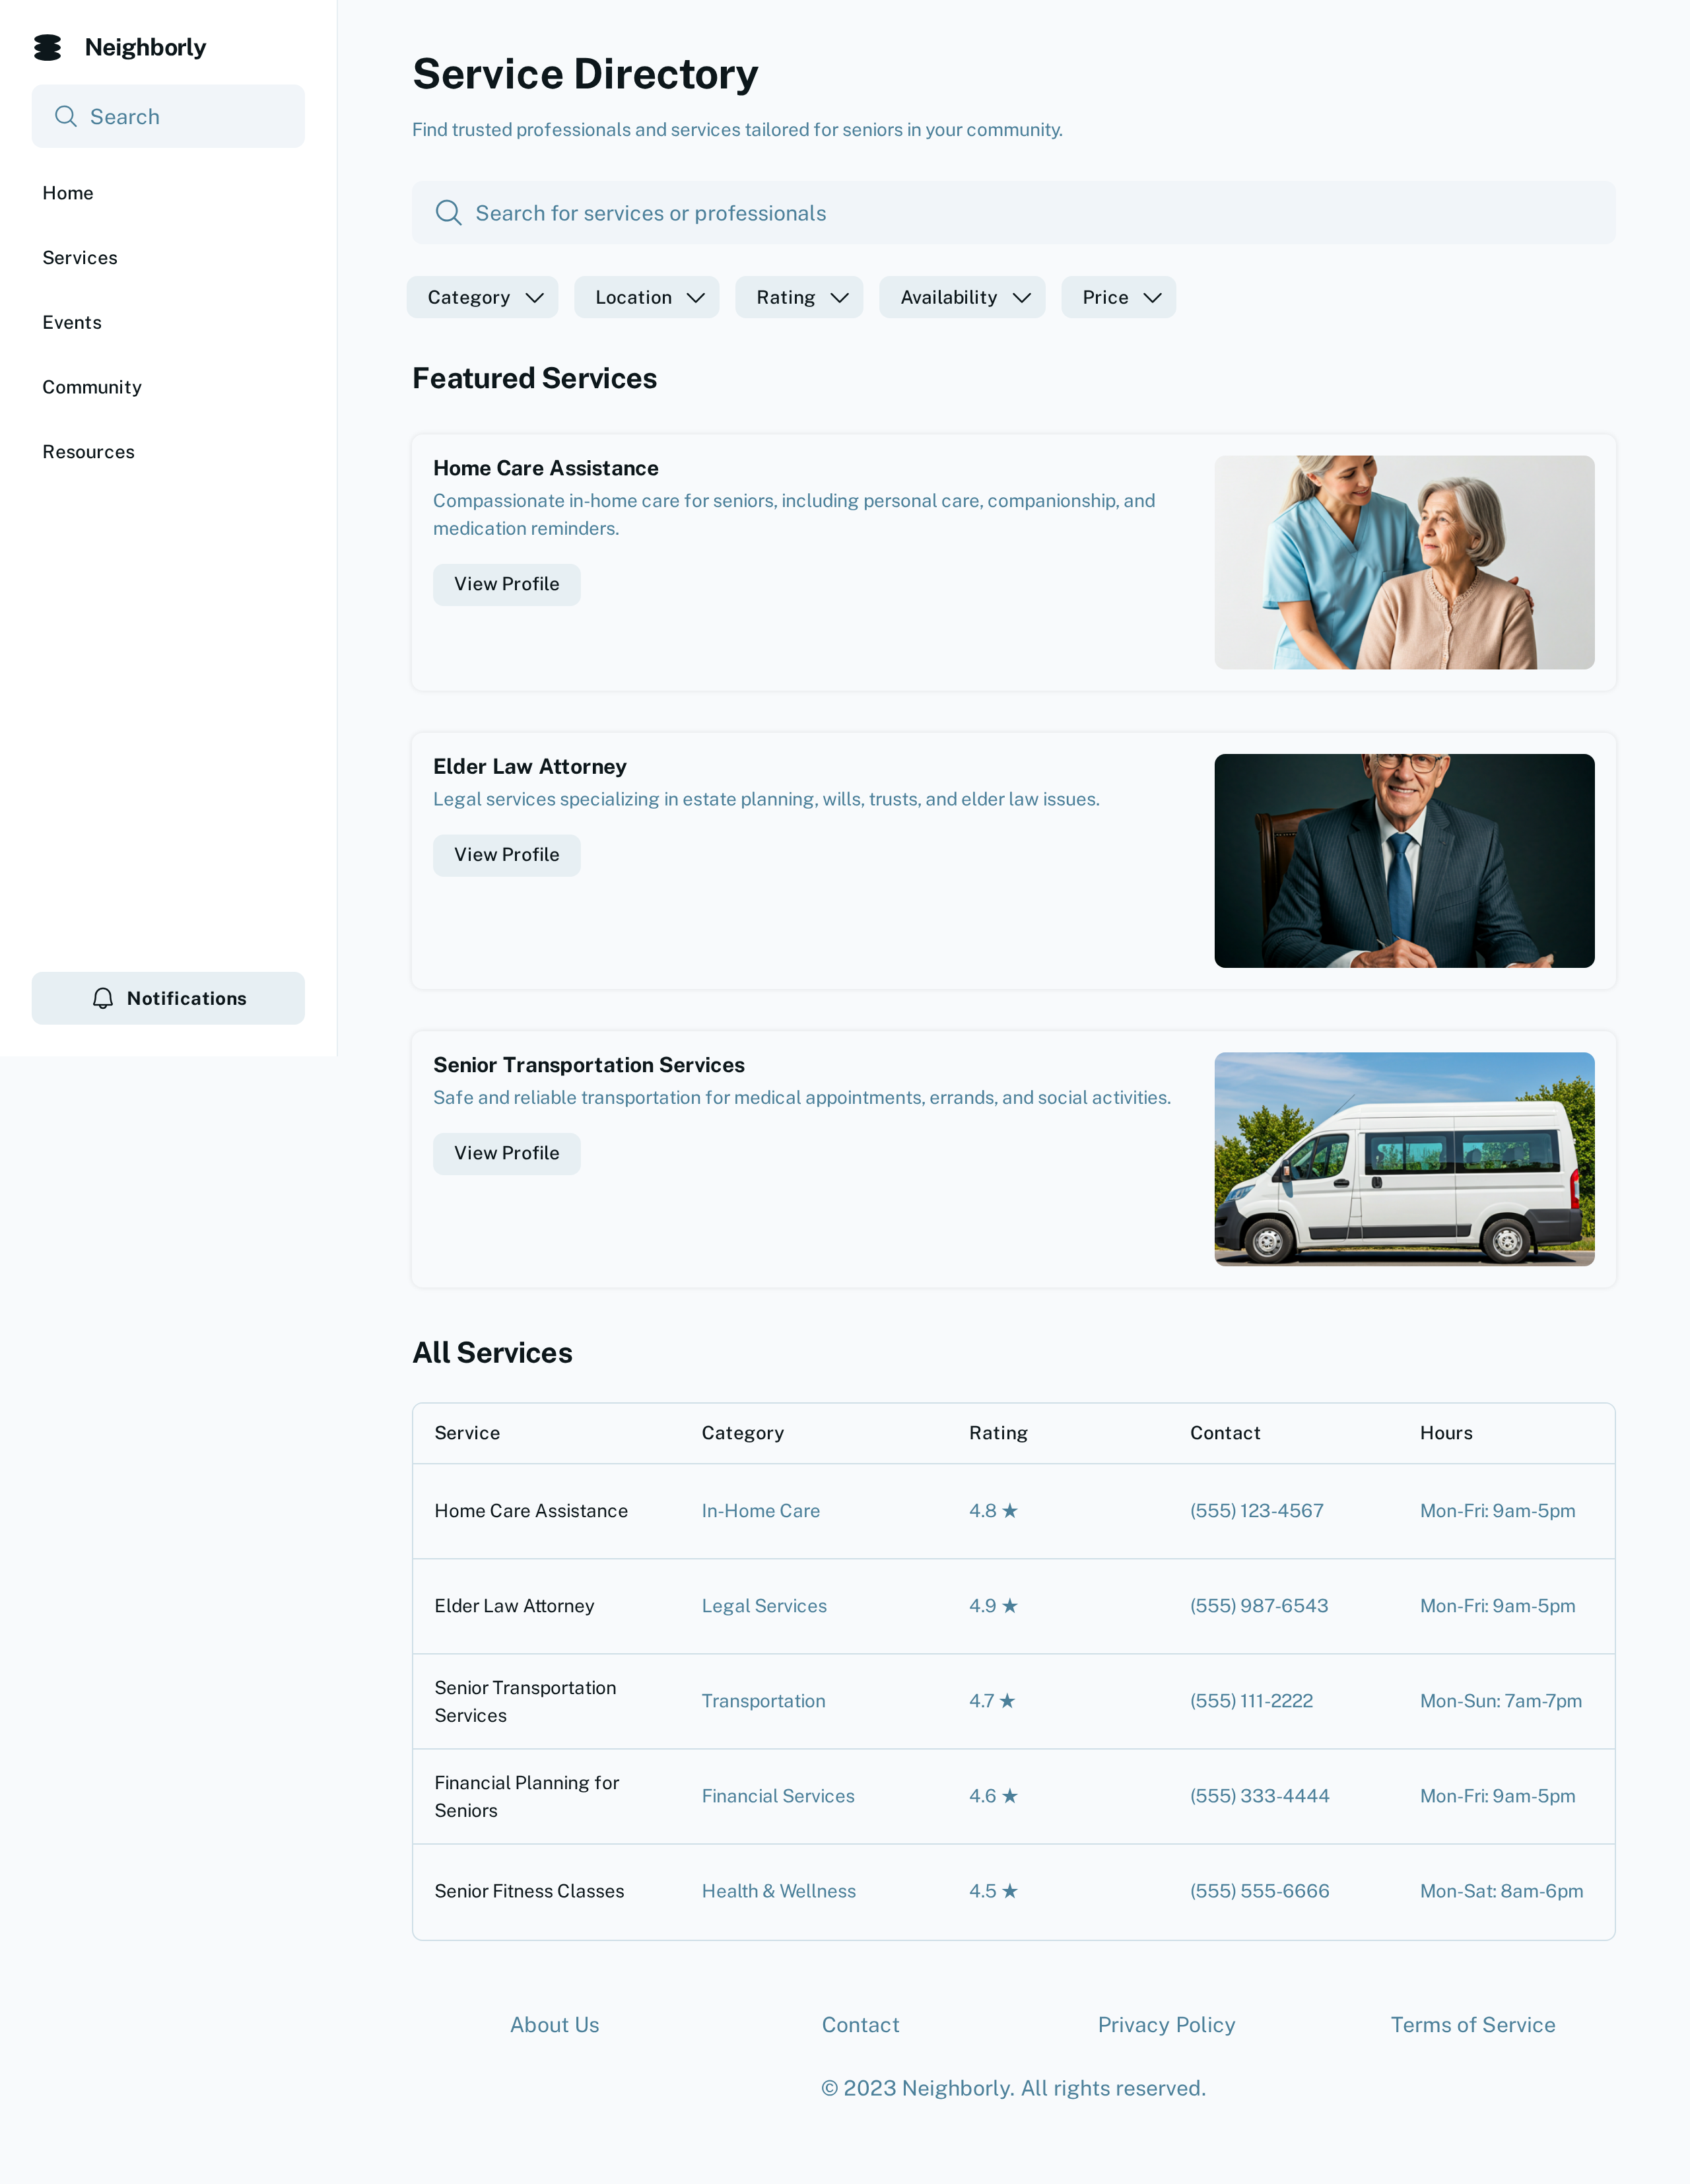 Neighborly
Search
Home
Services
Events
Community
Resources
Notifications
Service Directory
Find trusted professionals and services tailored for seniors in your community.
Search for services or professionals
Category
Location
Rating
Availability
Price
Featured Services
Home Care Assistance
Compassionate in-home care for seniors, including personal care, companionship, and
medication reminders.
View Profile
Elder Law Attorney
Legal services specializing in estate planning, wills, trusts, and elder law issues.
View Profile
Senior Transportation Services
Safe and reliable transportation for medical appointments, errands, and social activities.
View Profile
All Services
Service Category Rating Contact Hours
Home Care Assistance In-Home Care 4.8 ★ (555) 123-4567 Mon-Fri: 9am-5pm
Elder Law Attorney Legal Services 4.9 ★ (555) 987-6543 Mon-Fri: 9am-5pm
Senior Transportation
Services
Transportation 4.7 ★ (555) 111-2222 Mon-Sun: 7am-7pm
Financial Planning for
Seniors
Financial Services 4.6 ★ (555) 333-4444 Mon-Fri: 9am-5pm
Senior Fitness Classes Health & Wellness 4.5 ★ (555) 555-6666 Mon-Sat: 8am-6pm
About Us Contact Privacy Policy Terms of Service
© 2023 Neighborly. All rights reserved.